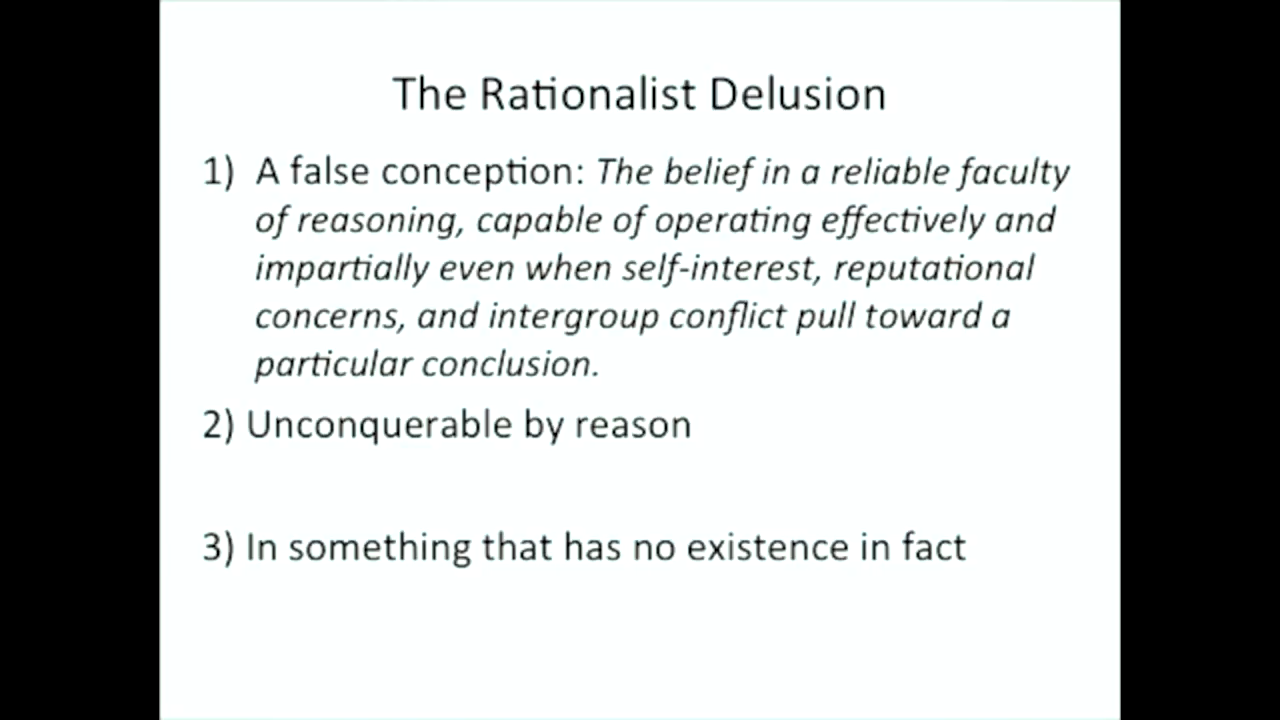 The Rationalist Delusion
1) A false conception: The belief in a reliable faculty
of reasoning, capable of operating effectively and
impartially even when self-interest, reputational
concerns, and intergroup conflict pull toward a
particular conclusion.
2) Unconquerable by reason
3) In something that has no existence in fact